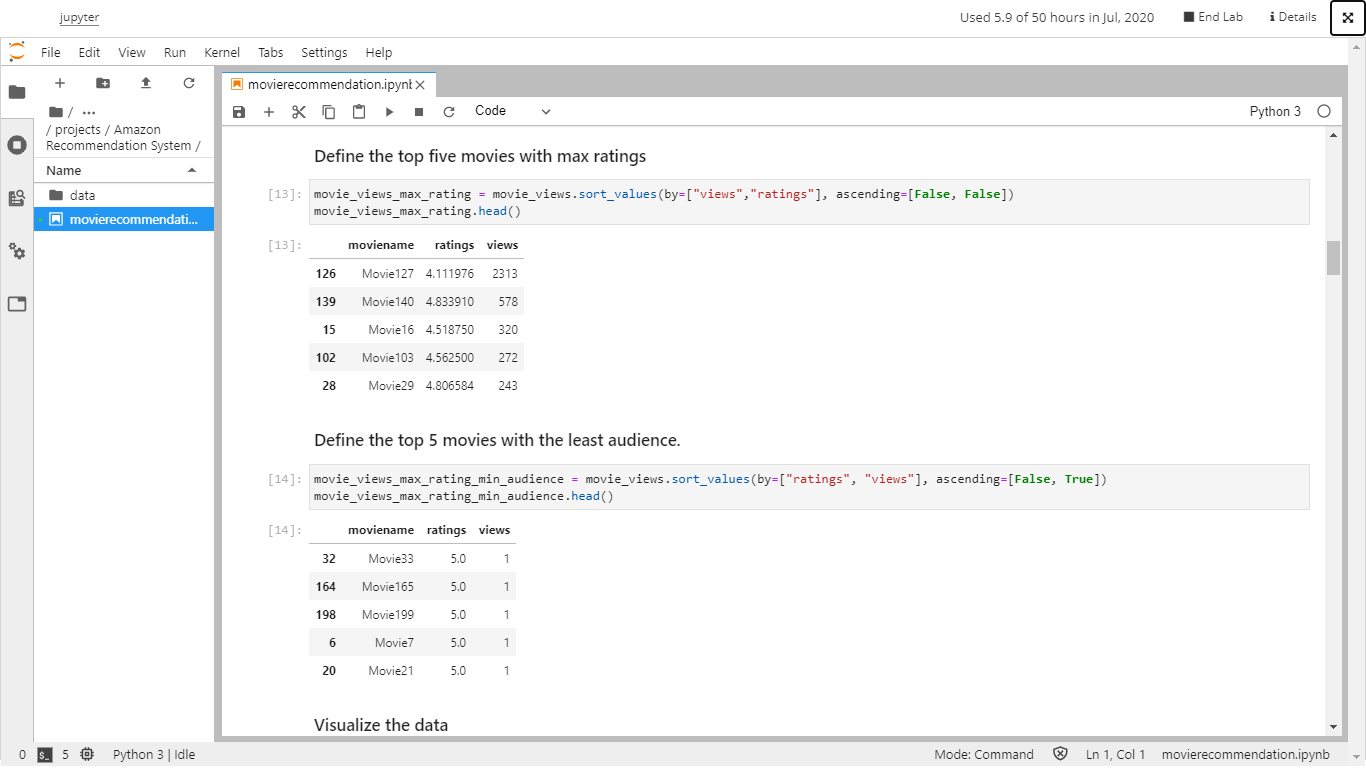 jupyter
Used 5.9 of 50 hours in Jul, 2020
End Lab
Details
File Edit View Run Kernel Tabs Settings Help
movierecommendation.ipynb
/ ...
/ projects / Amazon
Recommendation System /
Name
data
movierecommendati...
Code
Python 3
Define the top five movies with max ratings
[13]: movie_views_max_rating = movie_views.sort_values(by=["views","ratings"], ascending=[False, False])
movie_views_max_rating.head()
[13]: moviename ratings views
126 Movie127 4.111976 2313
139 Movie140 4.833910 578
15 Movie16 4.518750 320
102 Movie103 4.562500 272
28 Movie29 4.806584 243
Define the top 5 movies with the least audience.
[14]: movie_views_max_rating_min_audience = movie_views.sort_values(by=["ratings", "views"], ascending=[False, True])
movie_views_max_rating_min_audience.head()
[14]: moviename ratings views
32 Movie33 5.0 1
164 Movie165 5.0 1
198 Movie199 5.0 1
6 Movie7 5.0 1
20 Movie21 5.0 1
Visualize the data
0 $_ 5 Python 3 | Idle
Mode: Command Ln 1, Col 1 movierecommendation.ipynb